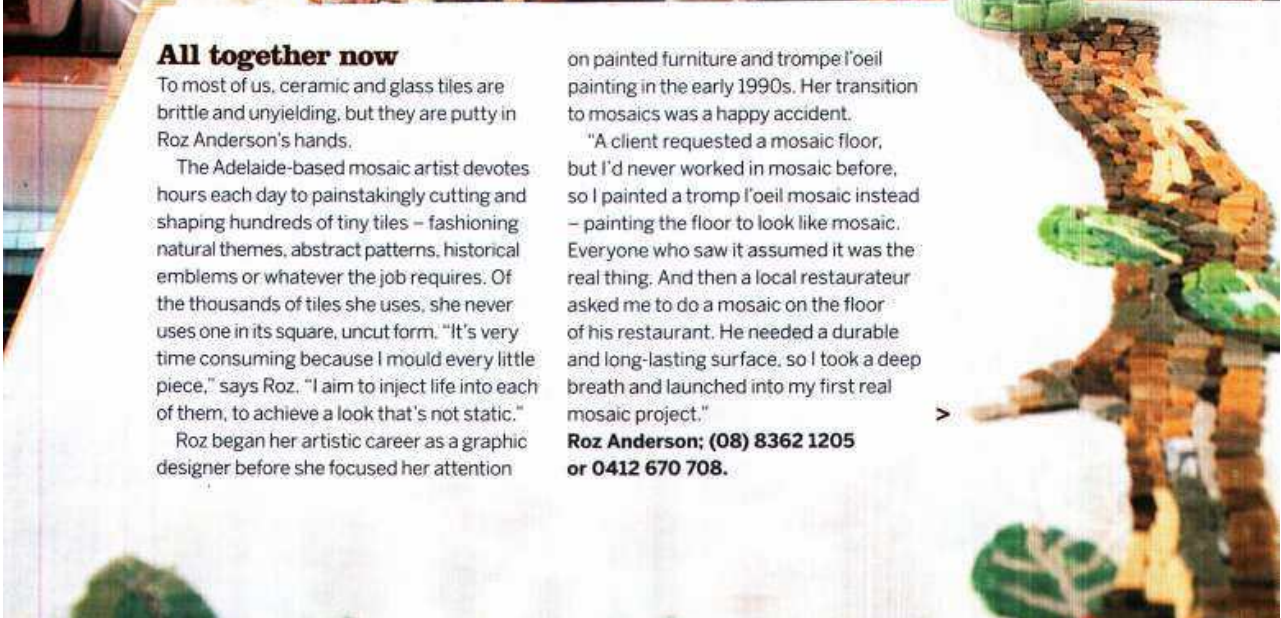 All together now
To most of us, ceramic and glass tiles are
brittle and unyielding, but they are putty in
Roz Anderson's hands.
The Adelaide-based mosaic artist devotes
hours each day to painstakingly cutting and
shaping hundreds of tiny tiles – fashioning
natural themes, abstract patterns, historical
emblems or whatever the job requires. Of
the thousands of tiles she uses, she never
uses one in its square, uncut form. "It's very
time consuming because I mould every little
piece," says Roz. "I aim to inject life into each
of them, to achieve a look that's not static."
Roz began her artistic career as a graphic
designer before she focused her attention
on painted furniture and trompe l'oeil
painting in the early 1990s. Her transition
to mosaics was a happy accident.
"A client requested a mosaic floor,
but I'd never worked in mosaic before,
so I painted a tromp l'oeil mosaic instead
– painting the floor to look like mosaic.
Everyone who saw it assumed it was the
real thing. And then a local restaurateur
asked me to do a mosaic on the floor
of his restaurant. He needed a durable
and long-lasting surface, so I took a deep
breath and launched into my first real
mosaic project." >
Roz Anderson; (08) 8362 1205
or 0412 670 708.